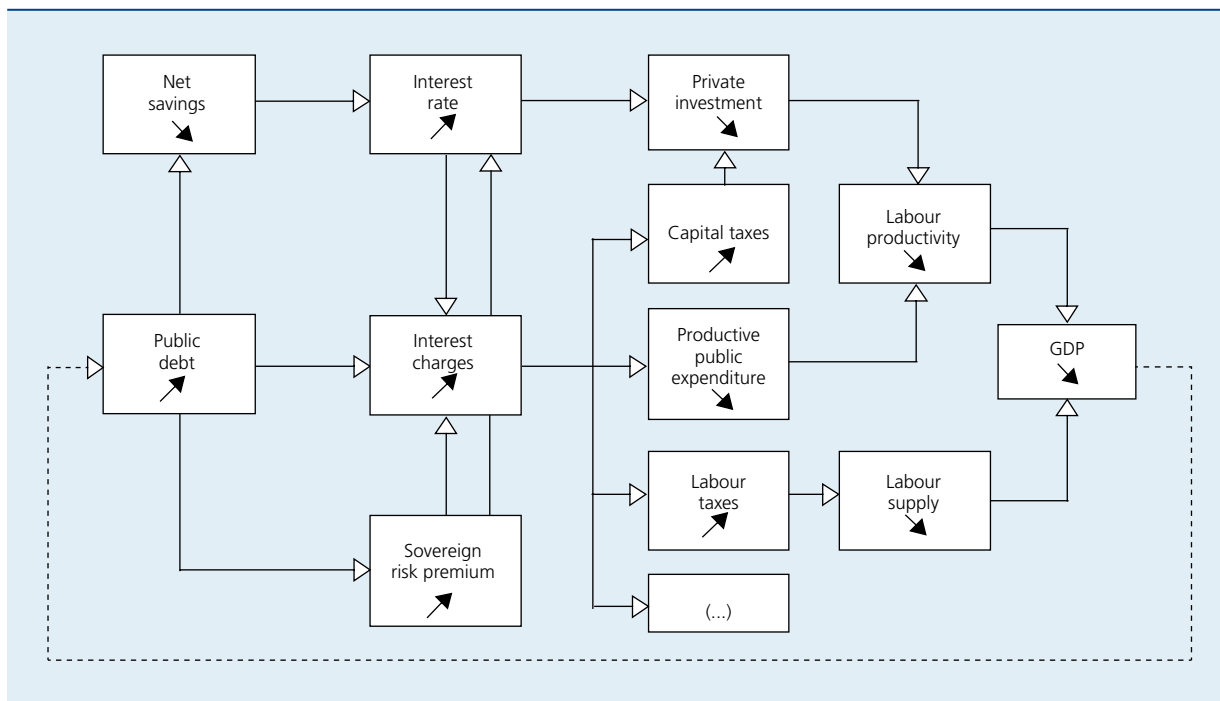 Net
savings
Interest
rate
Private
investment
Capital taxes
Labour
productivity
Public
debt
Interest
charges
Productive
public
expenditure
GDP
Labour
taxes
Labour
supply
Sovereign
risk premium
(...)